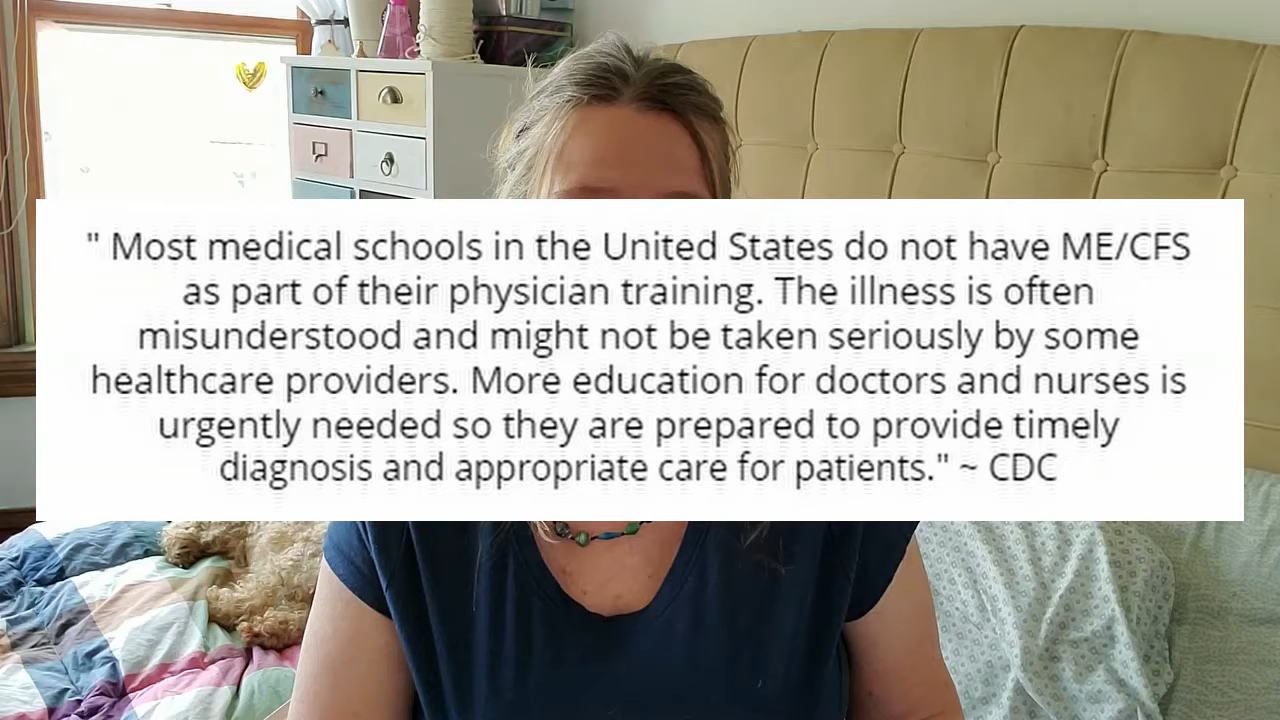 " Most medical schools in the United States do not have ME/CFS
as part of their physician training. The illness is often
misunderstood and might not be taken seriously by some
healthcare providers. More education for doctors and nurses is
urgently needed so they are prepared to provide timely
diagnosis and appropriate care for patients." ~ CDC